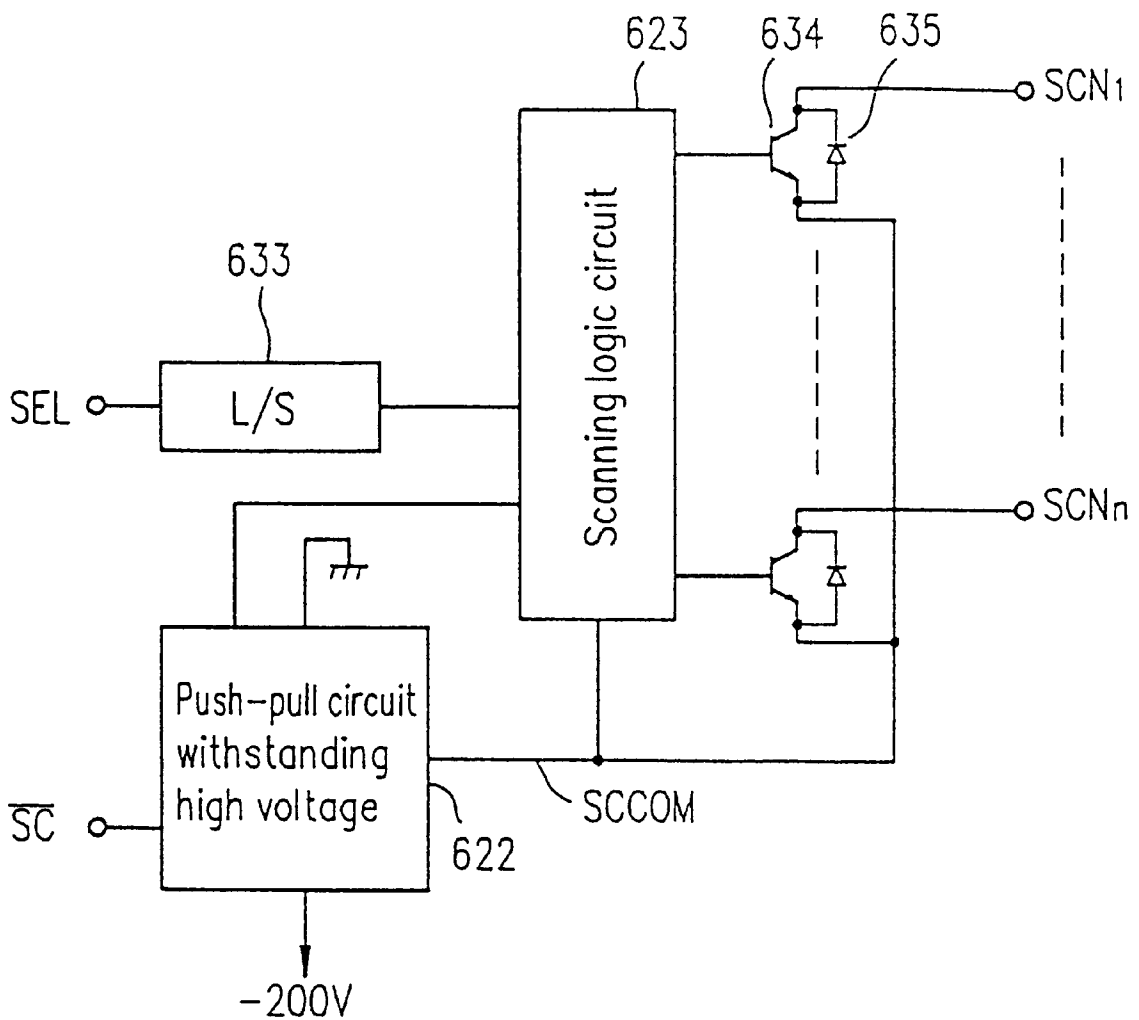 623
634
635
SCN1
633
SEL
L/S
Scanning logic circuit
SCNn
Push-pull circuit
withstanding
high voltage
S̅C̅
SCCOM
622
-200V